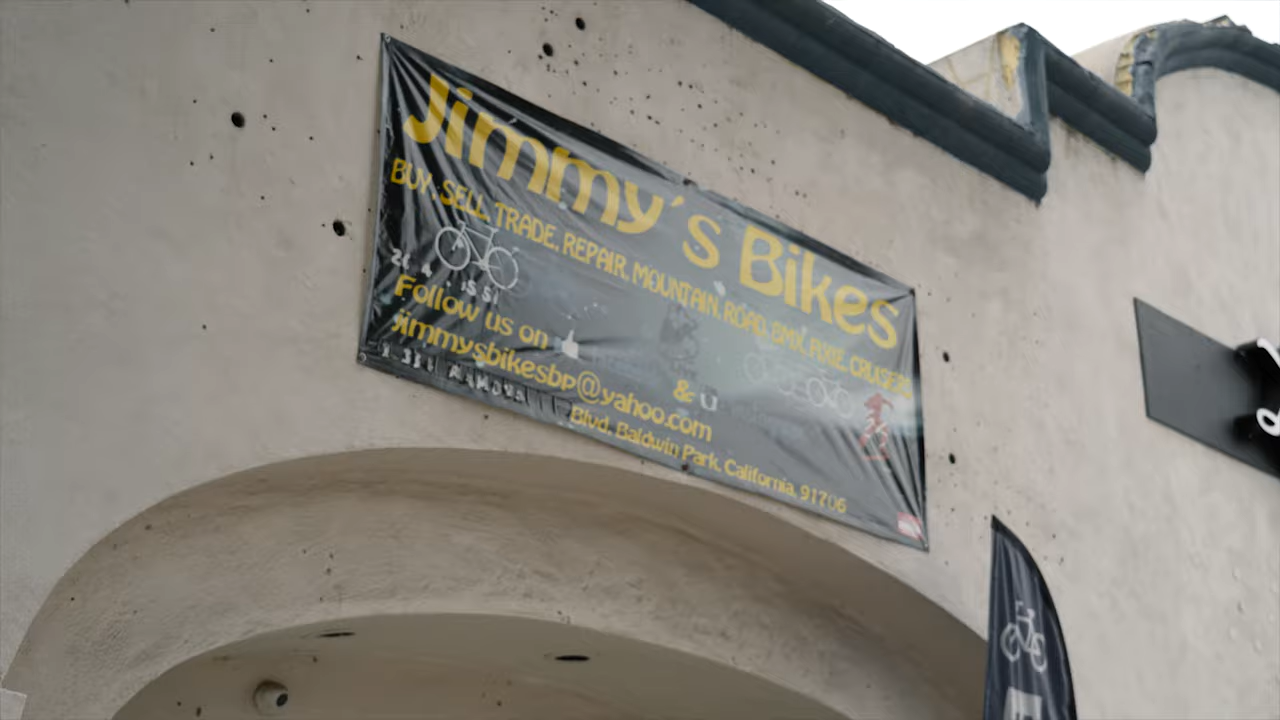 Jimmy's Bikes
BUY, SELL, TRADE, REPAIR, MOUNTAIN, ROAD, BMX, FIXIE, CRUISERS
Follow us on
&
jimmysbikesbp@yahoo.com
Blvd. Baldwin Park, California, 91706